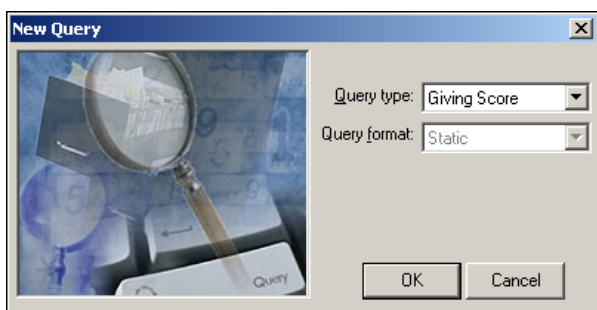 New Query
Query type: Giving Score
Query format: Static
Query
OK Cancel